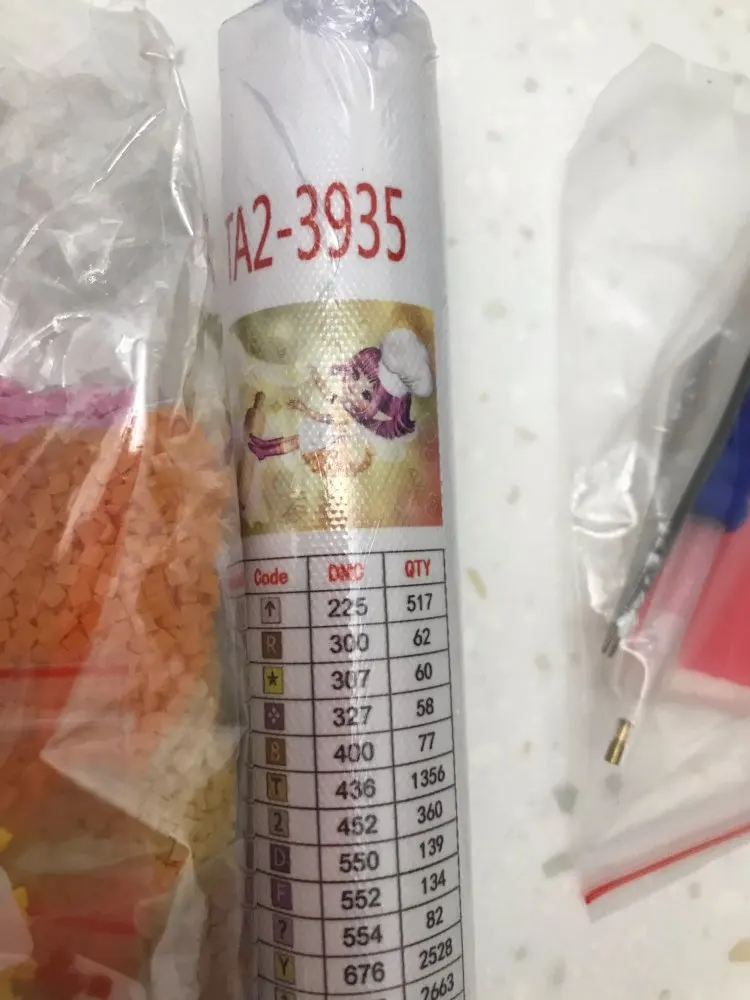 TA2-3935
Code DMC QTY
↑ 225 517
R 300 62
★ 307 60
❖ 327 58
8 400 77
T 436 1356
2 452 360
D 550 139
F 552 134
? 554 82
Y 676 2528
2663